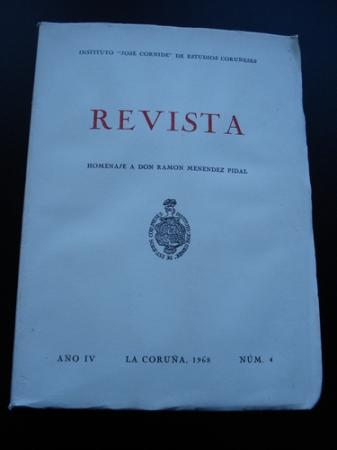 INSTITUTO "JOSE CORNIDE" DE ESTUDIOS CORUÑESES
REVISTA
HOMENAJE A DON RAMON MENENDEZ PIDAL
AÑO IV LA CORUÑA, 1968 NÚM. 4